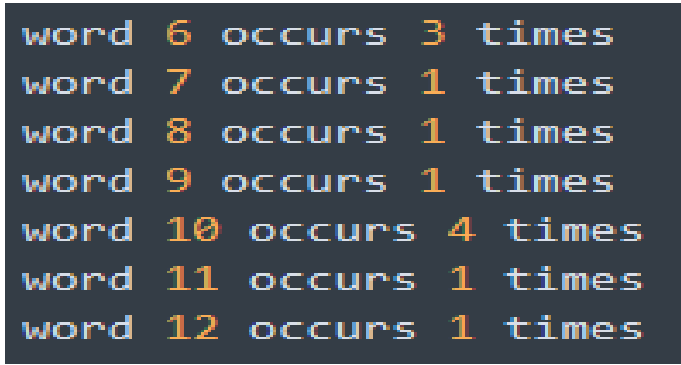 word 6 occurs 3 times
word 7 occurs 1 times
word 8 occurs 1 times
word 9 occurs 1 times
word 10 occurs 4 times
word 11 occurs 1 times
word 12 occurs 1 times